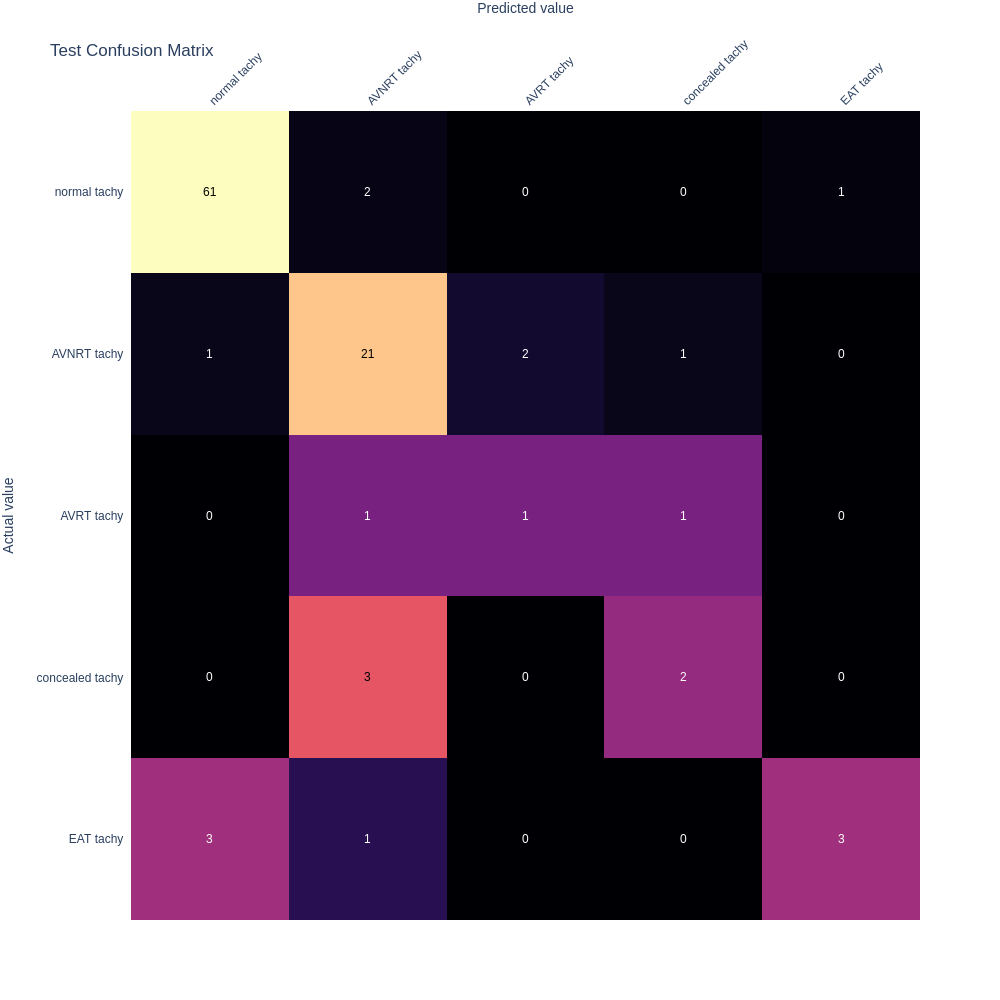 Predicted value
Test Confusion Matrix
normal tachy
AVNRT tachy
AVRT tachy
concealed tachy
EAT tachy
Actual value
normal tachy 61 2 0 0 1
AVNRT tachy 1 21 2 1 0
AVRT tachy 0 1 1 1 0
concealed tachy 0 3 0 2 0
EAT tachy 3 1 0 0 3